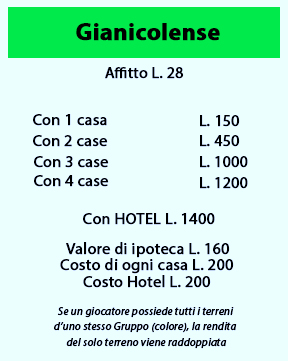 Gianicolense
Affitto L. 28
Con 1 casa L. 150
Con 2 case L. 450
Con 3 case L. 1000
Con 4 case L. 1200
Con HOTEL L. 1400
Valore di ipoteca L. 160
Costo di ogni casa L. 200
Costo Hotel L. 200
Se un giocatore possiede tutti i terreni
d'uno stesso Gruppo (colore), la rendita
del solo terreno viene raddoppiata